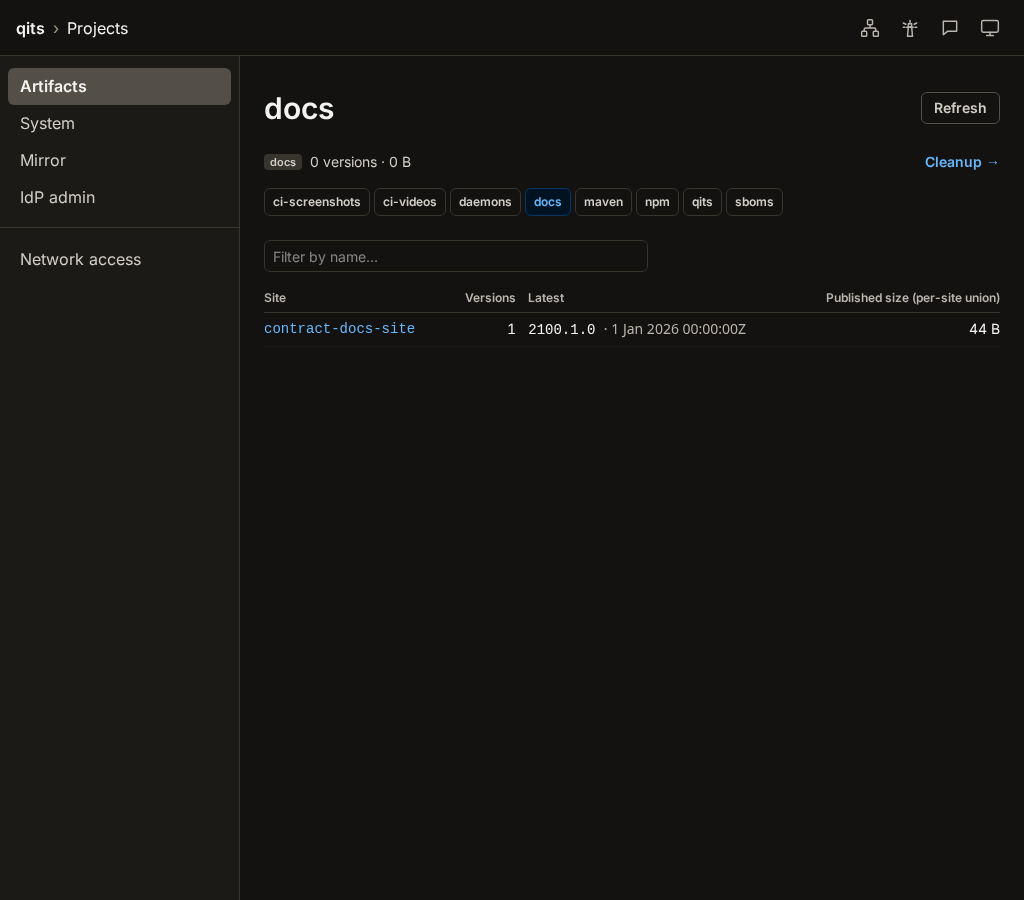 qits › Projects
Artifacts
System
Mirror
IdP admin
Network access
docs
Refresh
docs 0 versions · 0 B
Cleanup →
ci-screenshots ci-videos daemons docs maven npm qits sboms
Filter by name...
Site Versions Latest Published size (per-site union)
contract-docs-site 1 2100.1.0 · 1 Jan 2026 00:00:00Z 44 B